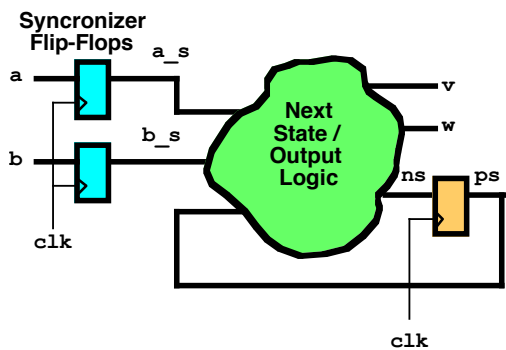 Syncronizer
Flip-Flops
a
a_s
b
b_s
clk
Next
State /
Output
Logic
v
w
ns
ps
clk